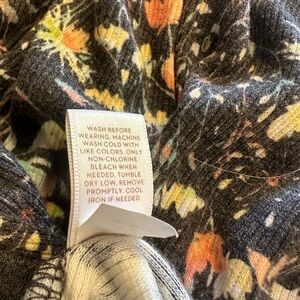 WASH BEFORE
WEARING. MACHINE
WASH COLD WITH
LIKE COLORS. ONLY
NON-CHLORINE
BLEACH WHEN
NEEDED. TUMBLE
DRY LOW. REMOVE
PROMPTLY. COOL
IRON IF NEEDED.